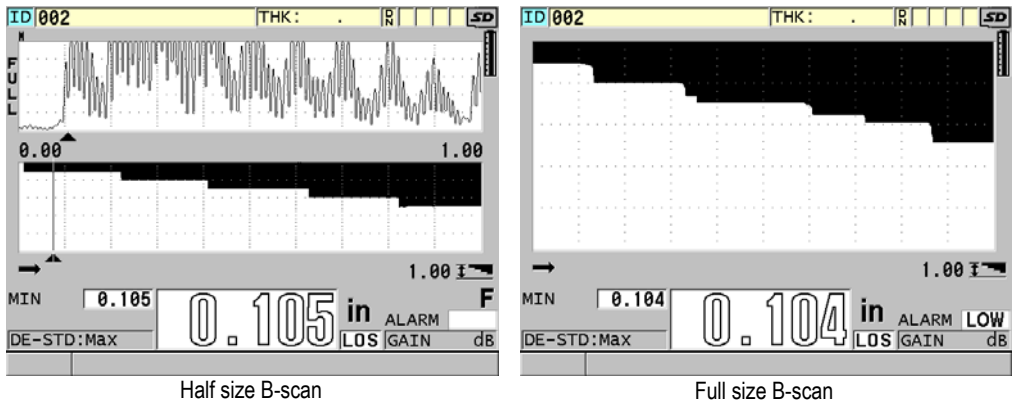 ID 002 THK: . DN SD
FULL
0.00 1.00
1.00
MIN 0.105 0.105 in F
ALARM
DE-STD:Max LOS GAIN dB
Half size B-scan
ID 002 THK: . DN SD
1.00
MIN 0.104 0.104 in
ALARM LOW
DE-STD:Max LOS GAIN dB
Full size B-scan